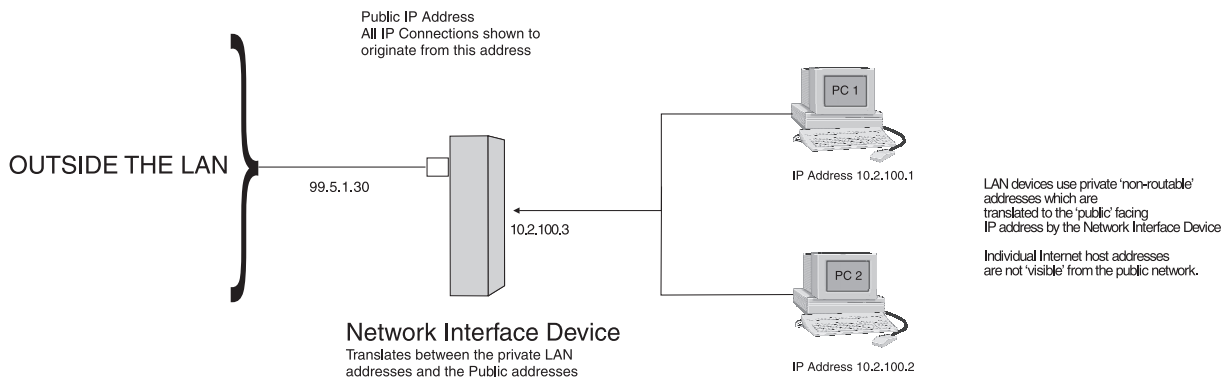 Public IP Address
All IP Connections shown to
originate from this address
OUTSIDE THE LAN
99.5.1.30
10.2.100.3
PC 1
IP Address 10.2.100.1
LAN devices use private ‘non-routable’
addresses which are
translated to the ‘public’ facing
IP address by the Network Interface Device
Individual Internet host addresses
are not ‘visible’ from the public network.
PC 2
IP Address 10.2.100.2
Network Interface Device
Translates between the private LAN
addresses and the Public addresses